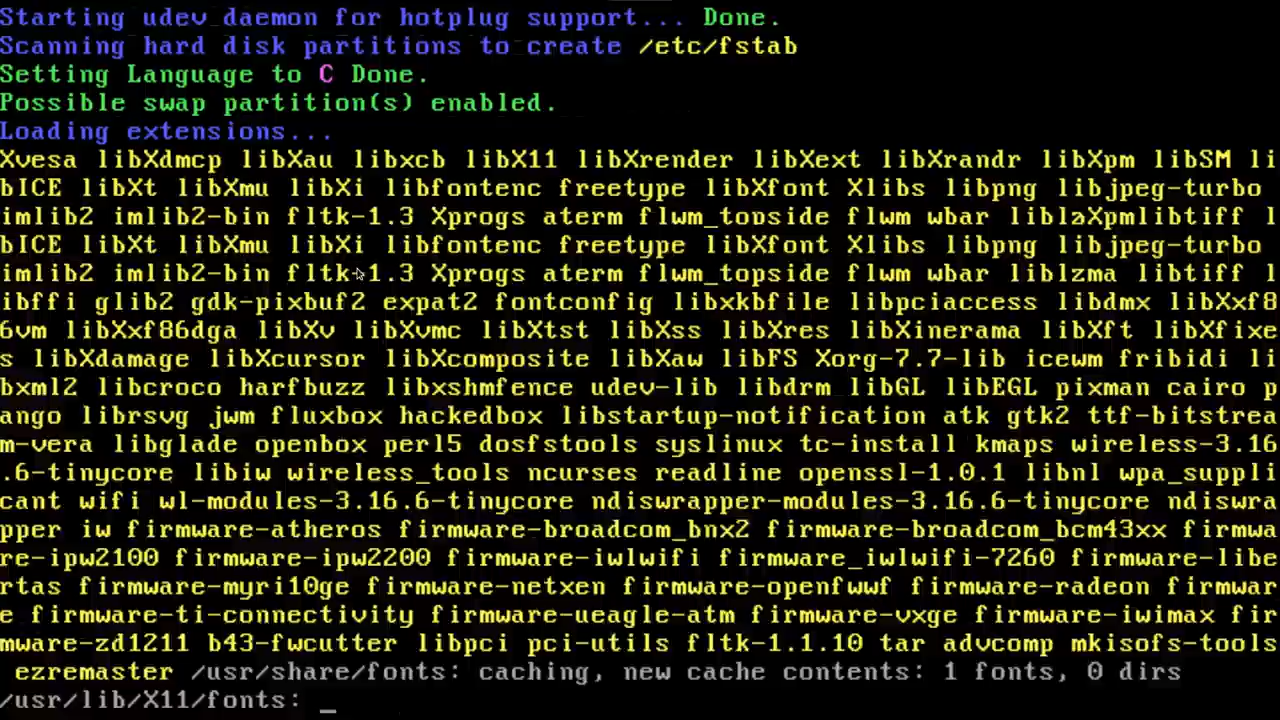 Starting udev daemon for hotplug support... Done.
Scanning hard disk partitions to create /etc/fstab
Setting Language to C Done.
Possible swap partition(s) enabled.
Loading extensions...
Xvesa libXdmcp libXau libxcb libX11 libXrender libXext libXrandr libXpm libSM li
bICE libXt libXmu libXi libfontenc freetype libXfont Xlibs libpng libjpeg-turbo
imlib2 imlib2-bin fltk-1.3 Xprogs aterm flwm_topside flwm wbar liblzXpmlibtiff l
bICE libXt libXmu libXi libfontenc freetype libXfont Xlibs libpng libjpeg-turbo
imlib2 imlib2-bin fltk-1.3 Xprogs aterm flwm_topside flwm wbar liblzma libtiff l
ibffi glib2 gdk-pixbuf2 expat2 fontconfig libxkbfile libpciaccess libdmx libXxf8
6vm libXxf86dga libXv libXvmc libXtst libXss libXres libXinerama libXft libXfixe
s libXdamage libXcursor libXcomposite libXaw libFS Xorg-7.7-lib icewm fribidi li
bxml2 libcroco harfbuzz libxshmfence udev-lib libdrm libGL libEGL pixman cairo p
ango librsvg jwm fluxbox hackedbox libstartup-notification atk gtk2 ttf-bitstrea
m-vera libglade openbox perl5 dosfstools syslinux tc-install kmaps wireless-3.16
.6-tinycore libiw wireless_tools ncurses readline openssl-1.0.1 libnl wpa_suppli
cant wifi wl-modules-3.16.6-tinycore ndiswrapper-modules-3.16.6-tinycore ndiswra
pper iw firmware-atheros firmware-broadcom_bnx2 firmware-broadcom_bcm43xx firmwa
re-ipw2100 firmware-ipw2200 firmware-iwlwifi firmware_iwlwifi-7260 firmware-libe
rtas firmware-myri10ge firmware-netxen firmware-openfwwf firmware-radeon firmwar
e firmware-ti-connectivity firmware-ueagle-atm firmware-vxge firmware-iwimax fir
mware-zd1211 b43-fwcutter libpci pci-utils fltk-1.1.10 tar advcomp mkisofs-tools
ezremaster /usr/share/fonts: caching, new cache contents: 1 fonts, 0 dirs
/usr/lib/X11/fonts: _